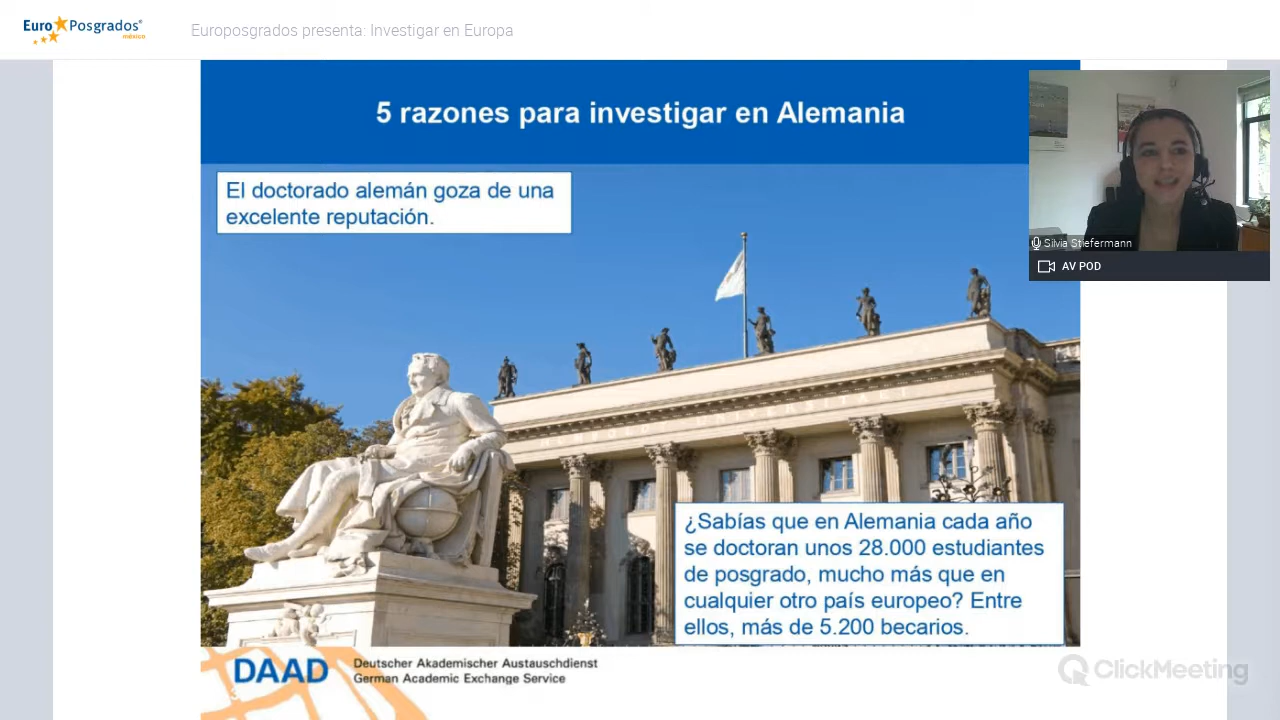 EuroPosgrados®
méxico
Europosgrados presenta: Investigar en Europa
5 razones para investigar en Alemania
El doctorado alemán goza de una
excelente reputación.
Silvia Stiefermann
AV POD
¿Sabías que en Alemania cada año
se doctoran unos 28.000 estudiantes
de posgrado, mucho más que en
cualquier otro país europeo? Entre
ellos, más de 5.200 becarios.
DAAD
Deutscher Akademischer Austauschdienst
German Academic Exchange Service
ClickMeeting